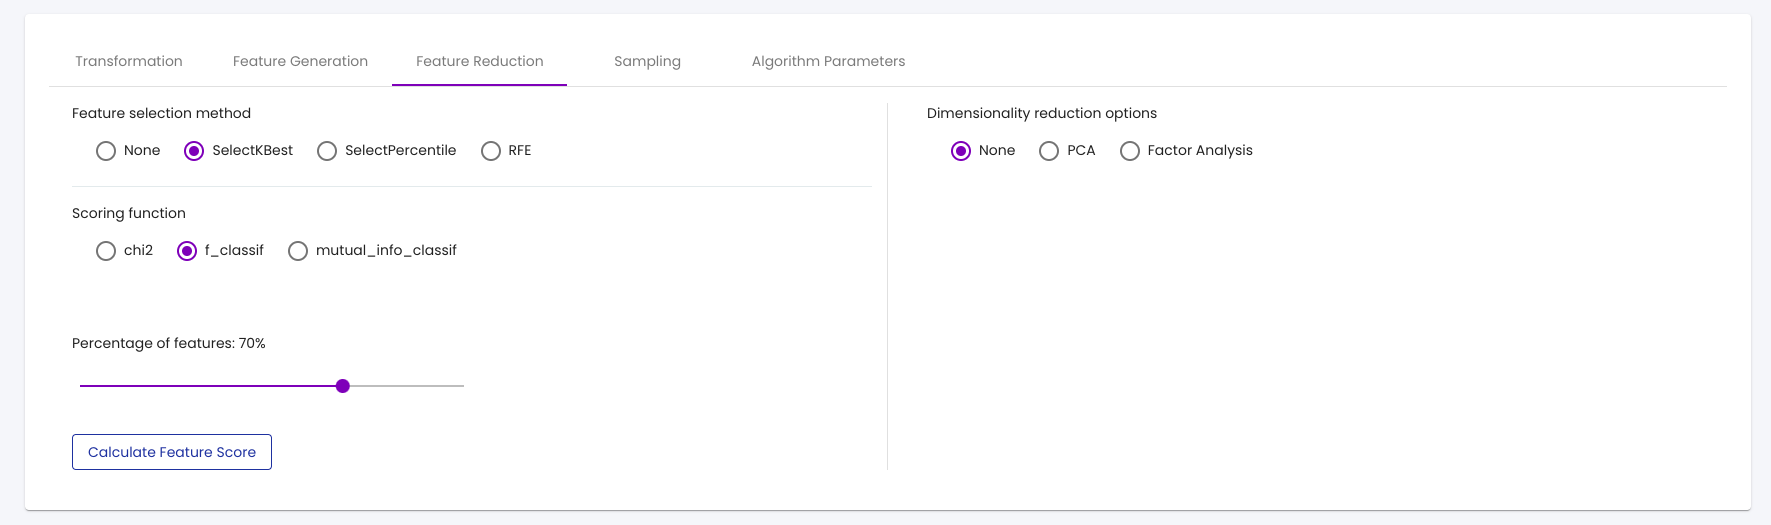 Transformation Feature Generation Feature Reduction Sampling Algorithm Parameters
Feature selection method
None SelectKBest SelectPercentile RFE
Scoring function
chi2 f_classif mutual_info_classif
Percentage of features: 70%
Calculate Feature Score
Dimensionality reduction options
None PCA Factor Analysis